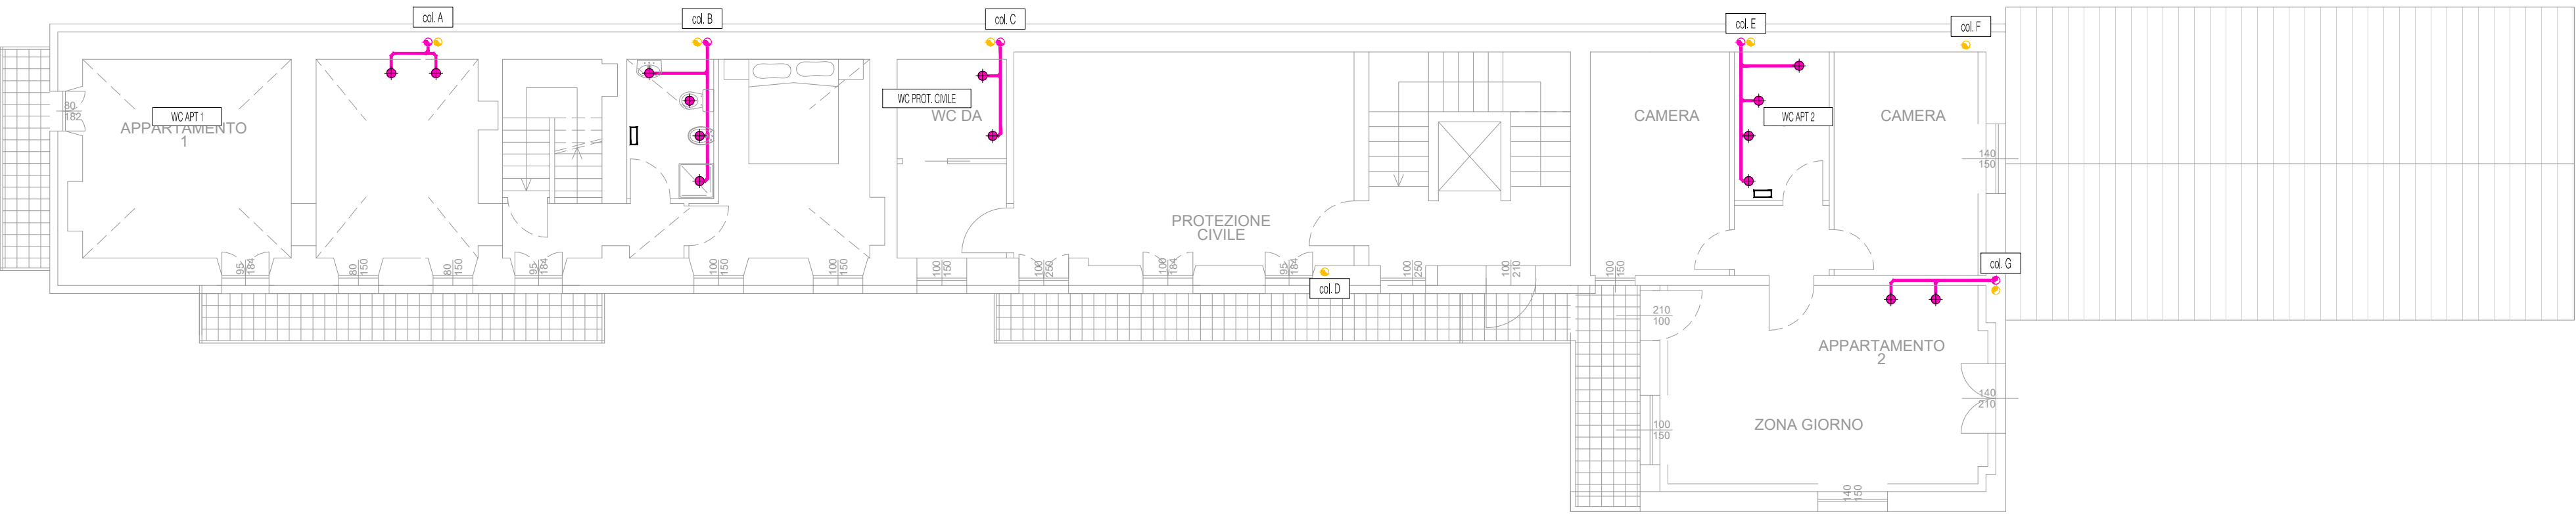 col. A
col. B
col. C
col. E
col. F
80
182
WC APT 1
APPARTAMENTO
1
WC PROT. CIVILE
WC DA
CAMERA
WC APT 2
CAMERA
140
150
PROTEZIONE
CIVILE
95
184
80
150
80
150
95
184
100
150
100
150
100
150
100
250
100
184
95
184
100
250
100
210
100
150
col. D
col. G
210
100
APPARTAMENTO
2
140
210
100
150
ZONA GIORNO
140
150